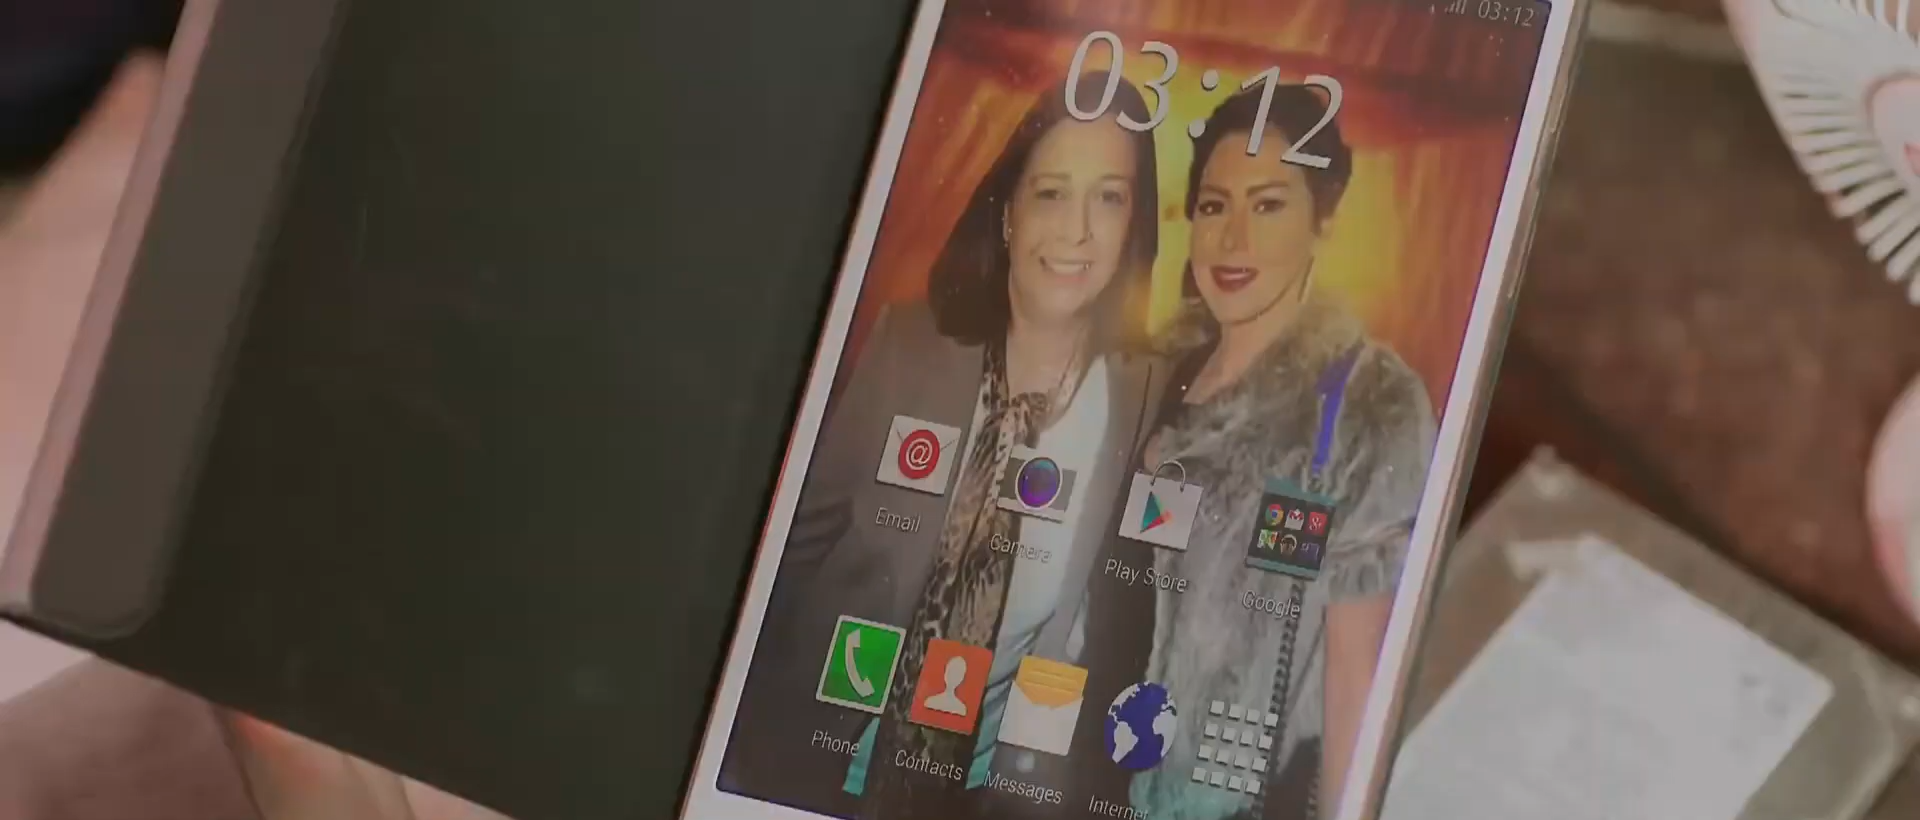 03:12
03:12
@
Email
Camera
Play Store
Google
Phone
Contacts
Messages
Internet